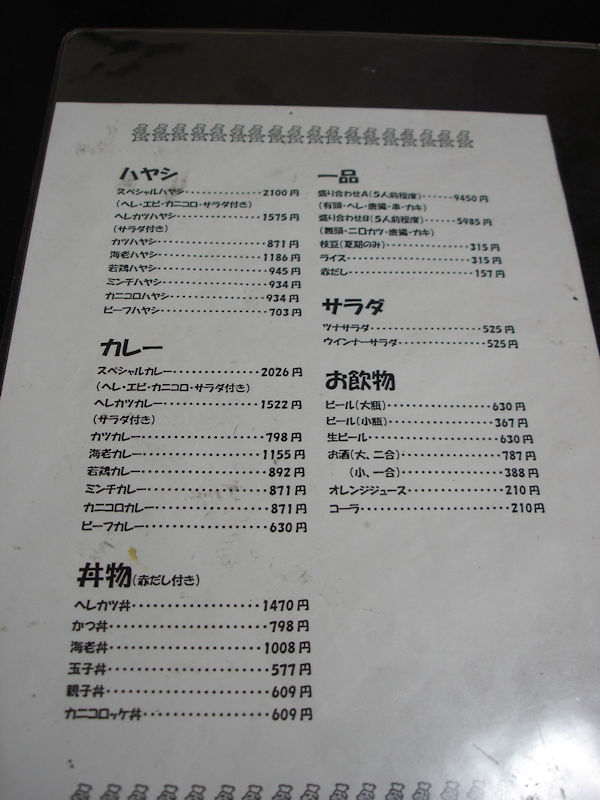 ハヤシ
スペシャルハヤシ・・・・・・・・・・・・2100円
(ヘレ・エビ・カニコロ・サラダ付き)
ヘレカツハヤシ・・・・・・・・・・・・1575円
(サラダ付き)
カツハヤシ・・・・・・・・・・・・・・・871円
海老ハヤシ・・・・・・・・・・・・・・1186円
若鶏ハヤシ・・・・・・・・・・・・・・・945円
ミンチハヤシ・・・・・・・・・・・・・・934円
カニコロハヤシ・・・・・・・・・・・・・934円
ビーフハヤシ・・・・・・・・・・・・・・703円
カレー
スペシャルカレー・・・・・・・・・・・・2026円
(ヘレ・エビ・カニコロ・サラダ付き)
ヘレカツカレー・・・・・・・・・・・・1522円
(サラダ付き)
カツカレー・・・・・・・・・・・・・・・798円
海老カレー・・・・・・・・・・・・・・1155円
若鶏カレー・・・・・・・・・・・・・・・892円
ミンチカレー・・・・・・・・・・・・・・871円
カニコロカレー・・・・・・・・・・・・・871円
ビーフカレー・・・・・・・・・・・・・・630円
丼物(赤だし付き)
ヘレカツ丼・・・・・・・・・・・・・・1470円
かつ丼・・・・・・・・・・・・・・・・・798円
海老丼・・・・・・・・・・・・・・・・1008円
玉子丼・・・・・・・・・・・・・・・・・577円
親子丼・・・・・・・・・・・・・・・・・609円
カニコロッケ丼・・・・・・・・・・・・・609円
一品
盛り合わせA(5人前程度)・・・・・・9450円
(有頭・ヘレ・唐揚・串・カキ)
盛り合わせB(5人前程度)・・・・・・5985円
(無頭・一口カツ・唐揚・カキ)
枝豆(夏期のみ)・・・・・・・・・・・・315円
ライス・・・・・・・・・・・・・・・・・315円
赤だし・・・・・・・・・・・・・・・・・157円
サラダ
ツナサラダ・・・・・・・・・・・・・・・525円
ウインナーサラダ・・・・・・・・・・・・525円
お飲物
ビール(大瓶)・・・・・・・・・・・・・630円
ビール(小瓶)・・・・・・・・・・・・・367円
生ビール・・・・・・・・・・・・・・・・630円
お酒(大、二合)・・・・・・・・・・・・787円
(小、一合)・・・・・・・・・・・・・・388円
オレンジジュース・・・・・・・・・・・・210円
コーラ・・・・・・・・・・・・・・・・・210円